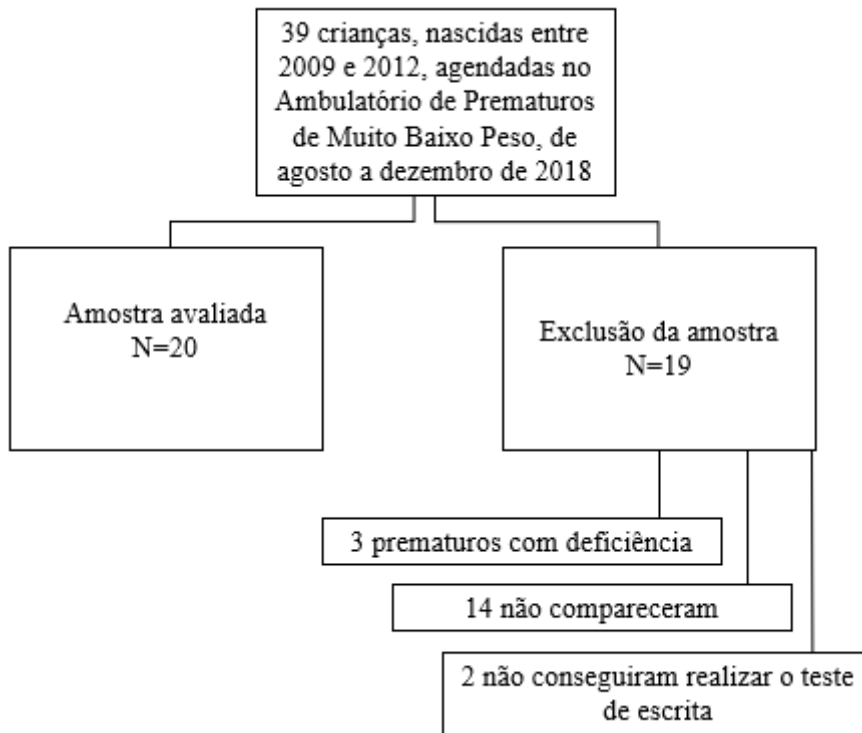 39 crianças, nascidas entre
2009 e 2012, agendadas no
Ambulatório de Prematuros
de Muito Baixo Peso, de
agosto a dezembro de 2018
Amostra avaliada
N=20
Exclusão da amostra
N=19
3 prematuros com deficiência
14 não compareceram
2 não conseguiram realizar o teste
de escrita